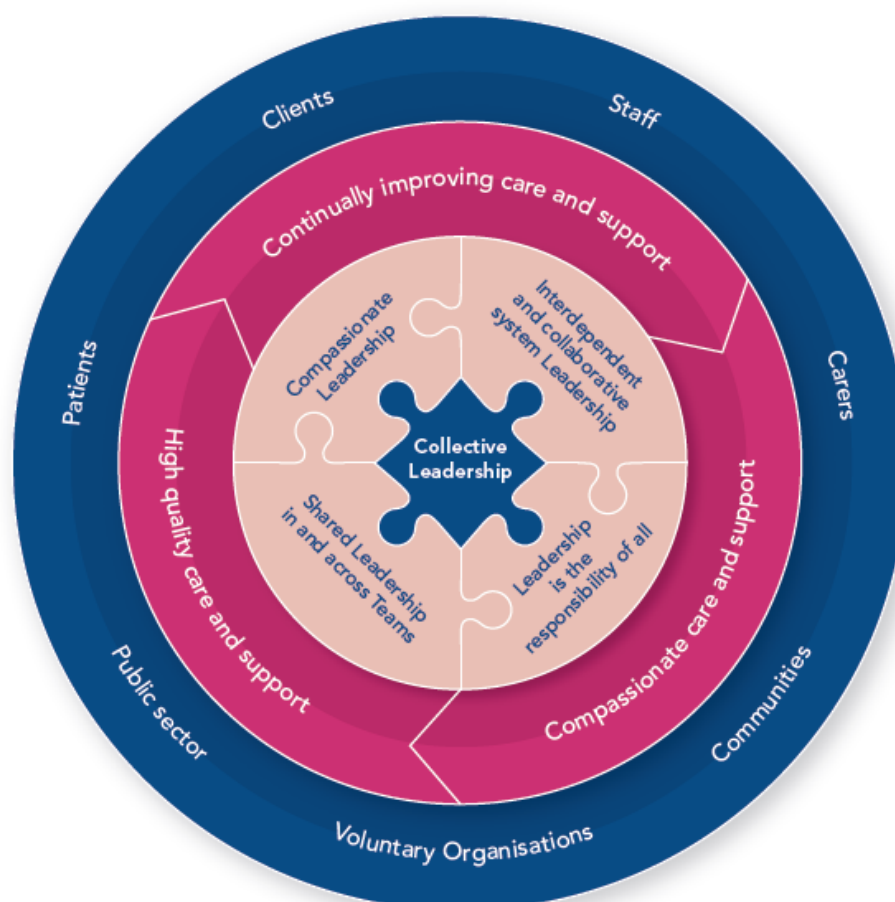 Clients
Staff
Carers
Communities
Voluntary Organisations
Public sector
Patients
Continually improving care and support
Compassionate care and support
High quality care and support
Compassionate
Leadership
Interdependent
and collaborative
system Leadership
Leadership
is the
responsibility of all
Shared Leadership
in and across Teams
Collective
Leadership